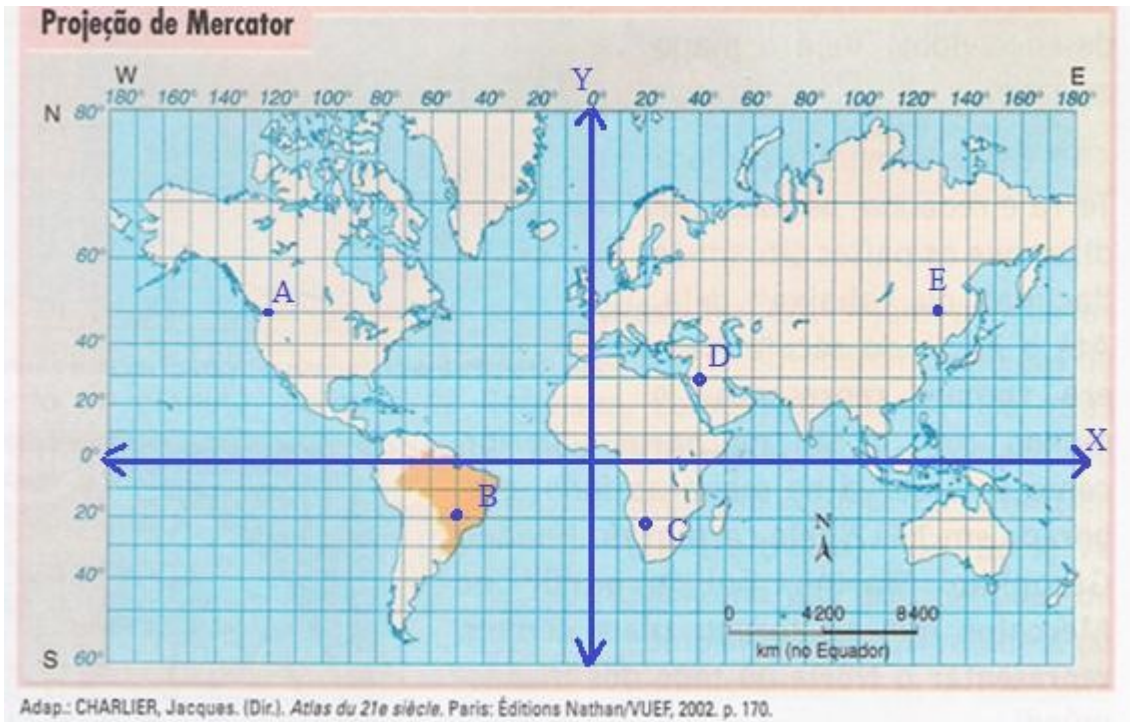 Projeção de Mercator
W Y E
180° 160° 140° 120° 100° 80° 60° 40° 20° 0° 20° 40° 60° 80° 100° 120° 140° 160° 180°
N 80°
60°
A E
40° D
20°
0° X
B
20° C
N
40°
0 4200 8400
km (no Equador)
S 60°
Adap.: CHARLIER, Jacques. (Dir.). Atlas du 21e siècle. Paris: Éditions Nathan/VUEF, 2002. p. 170.